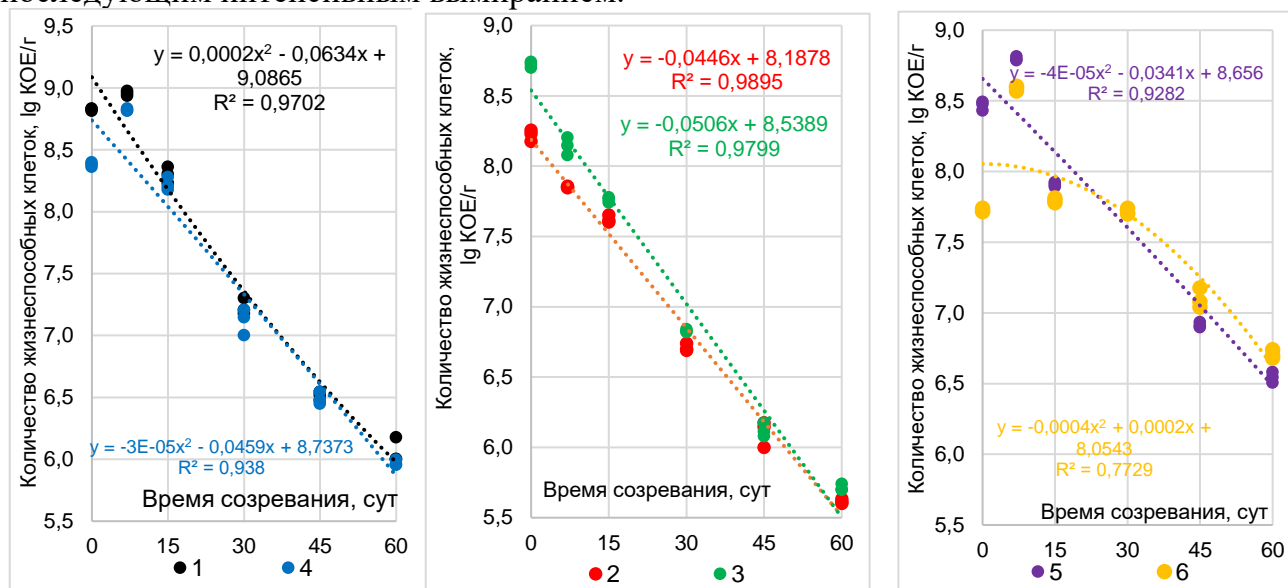 последующим интенсивным вымиранием.
Количество жизнеспособных клеток, lg КОЕ/г
9,5
9,0
8,5
8,0
7,5
7,0
6,5
6,0
5,5
y = 0,0002x² - 0,0634x +
9,0865
R² = 0,9702
y = -3E-05x² - 0,0459x + 8,7373
R² = 0,938
Время созревания, сут
0 15 30 45 60
1 4
Количество жизнеспособных клеток,
lg КОЕ/г
9,0
8,5
8,0
7,5
7,0
6,5
6,0
5,5
y = -0,0446x + 8,1878
R² = 0,9895
y = -0,0506x + 8,5389
R² = 0,9799
Время созревания, сут
0 15 30 45 60
2 3
Количество жизнеспособных клеток, lg КОЕ/г
9,0
8,5
8,0
7,5
7,0
6,5
6,0
5,5
y = -4E-05x² - 0,0341x + 8,656
R² = 0,9282
y = -0,0004x² + 0,0002x +
8,0543
R² = 0,7729
Время созревания, сут
0 15 30 45 60
5 6